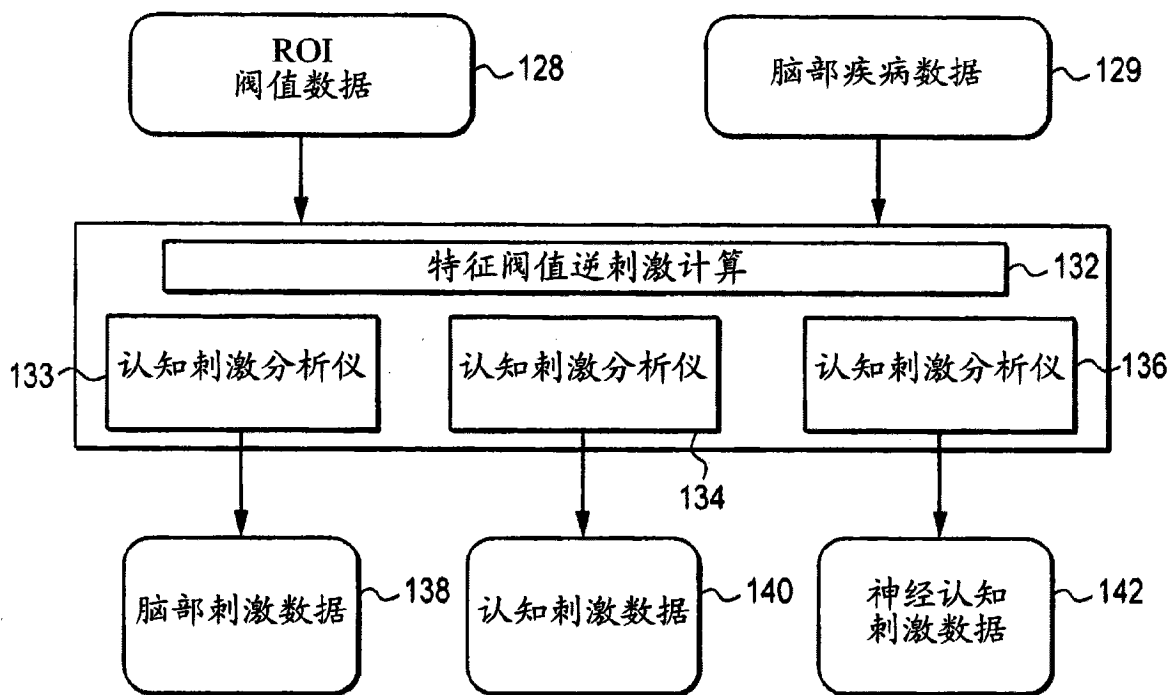 ROI
阀值数据
128
脑部疾病数据
129
特征阀值逆刺激计算
132
133
认知刺激分析仪
认知刺激分析仪
认知刺激分析仪
136
134
脑部刺激数据
138
认知刺激数据
140
神经认知
刺激数据
142